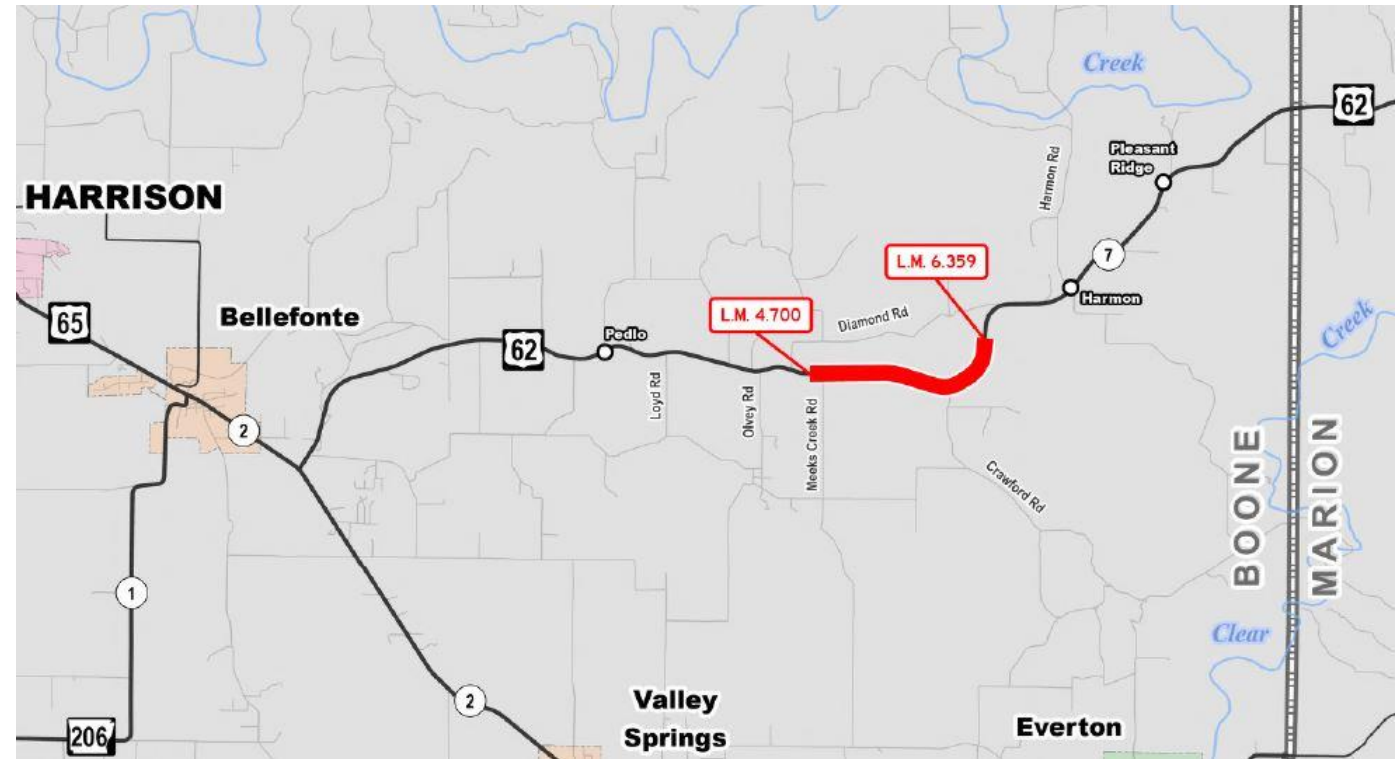 Creek
62
Pleasant
Ridge
Harmon Rd
HARRISON
L.M. 6.359
7
Harmon
65
Bellefonte
L.M. 4.700
Diamond Rd
Pedlo
62
Creek
Loyd Rd
Olvey Rd
Meeks Creek Rd
2
Crawford Rd
BOONE
MARION
1
Clear
2
Valley
Springs
Everton
206